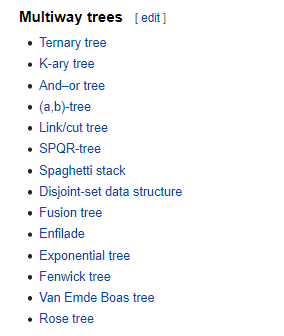 Multiway trees [ edit ]
Ternary tree
K-ary tree
And–or tree
(a,b)-tree
Link/cut tree
SPQR-tree
Spaghetti stack
Disjoint-set data structure
Fusion tree
Enfilade
Exponential tree
Fenwick tree
Van Emde Boas tree
Rose tree